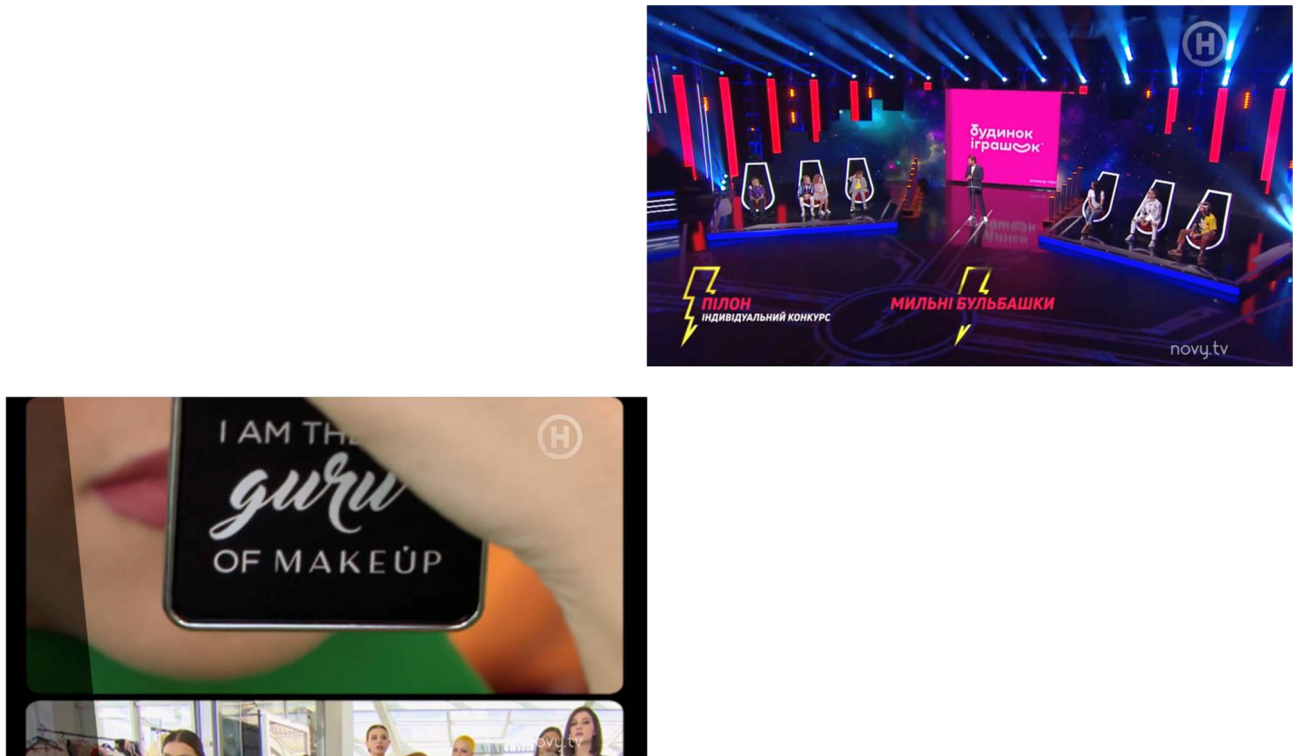 H
будинок
іграшок
ПІЛОН
ІНДИВІДУАЛЬНИЙ КОНКУРС
МИЛЬНІ БУЛЬБАШКИ
novy.tv
H
I AM THE
guru
OF MAKEUP
novy.tv